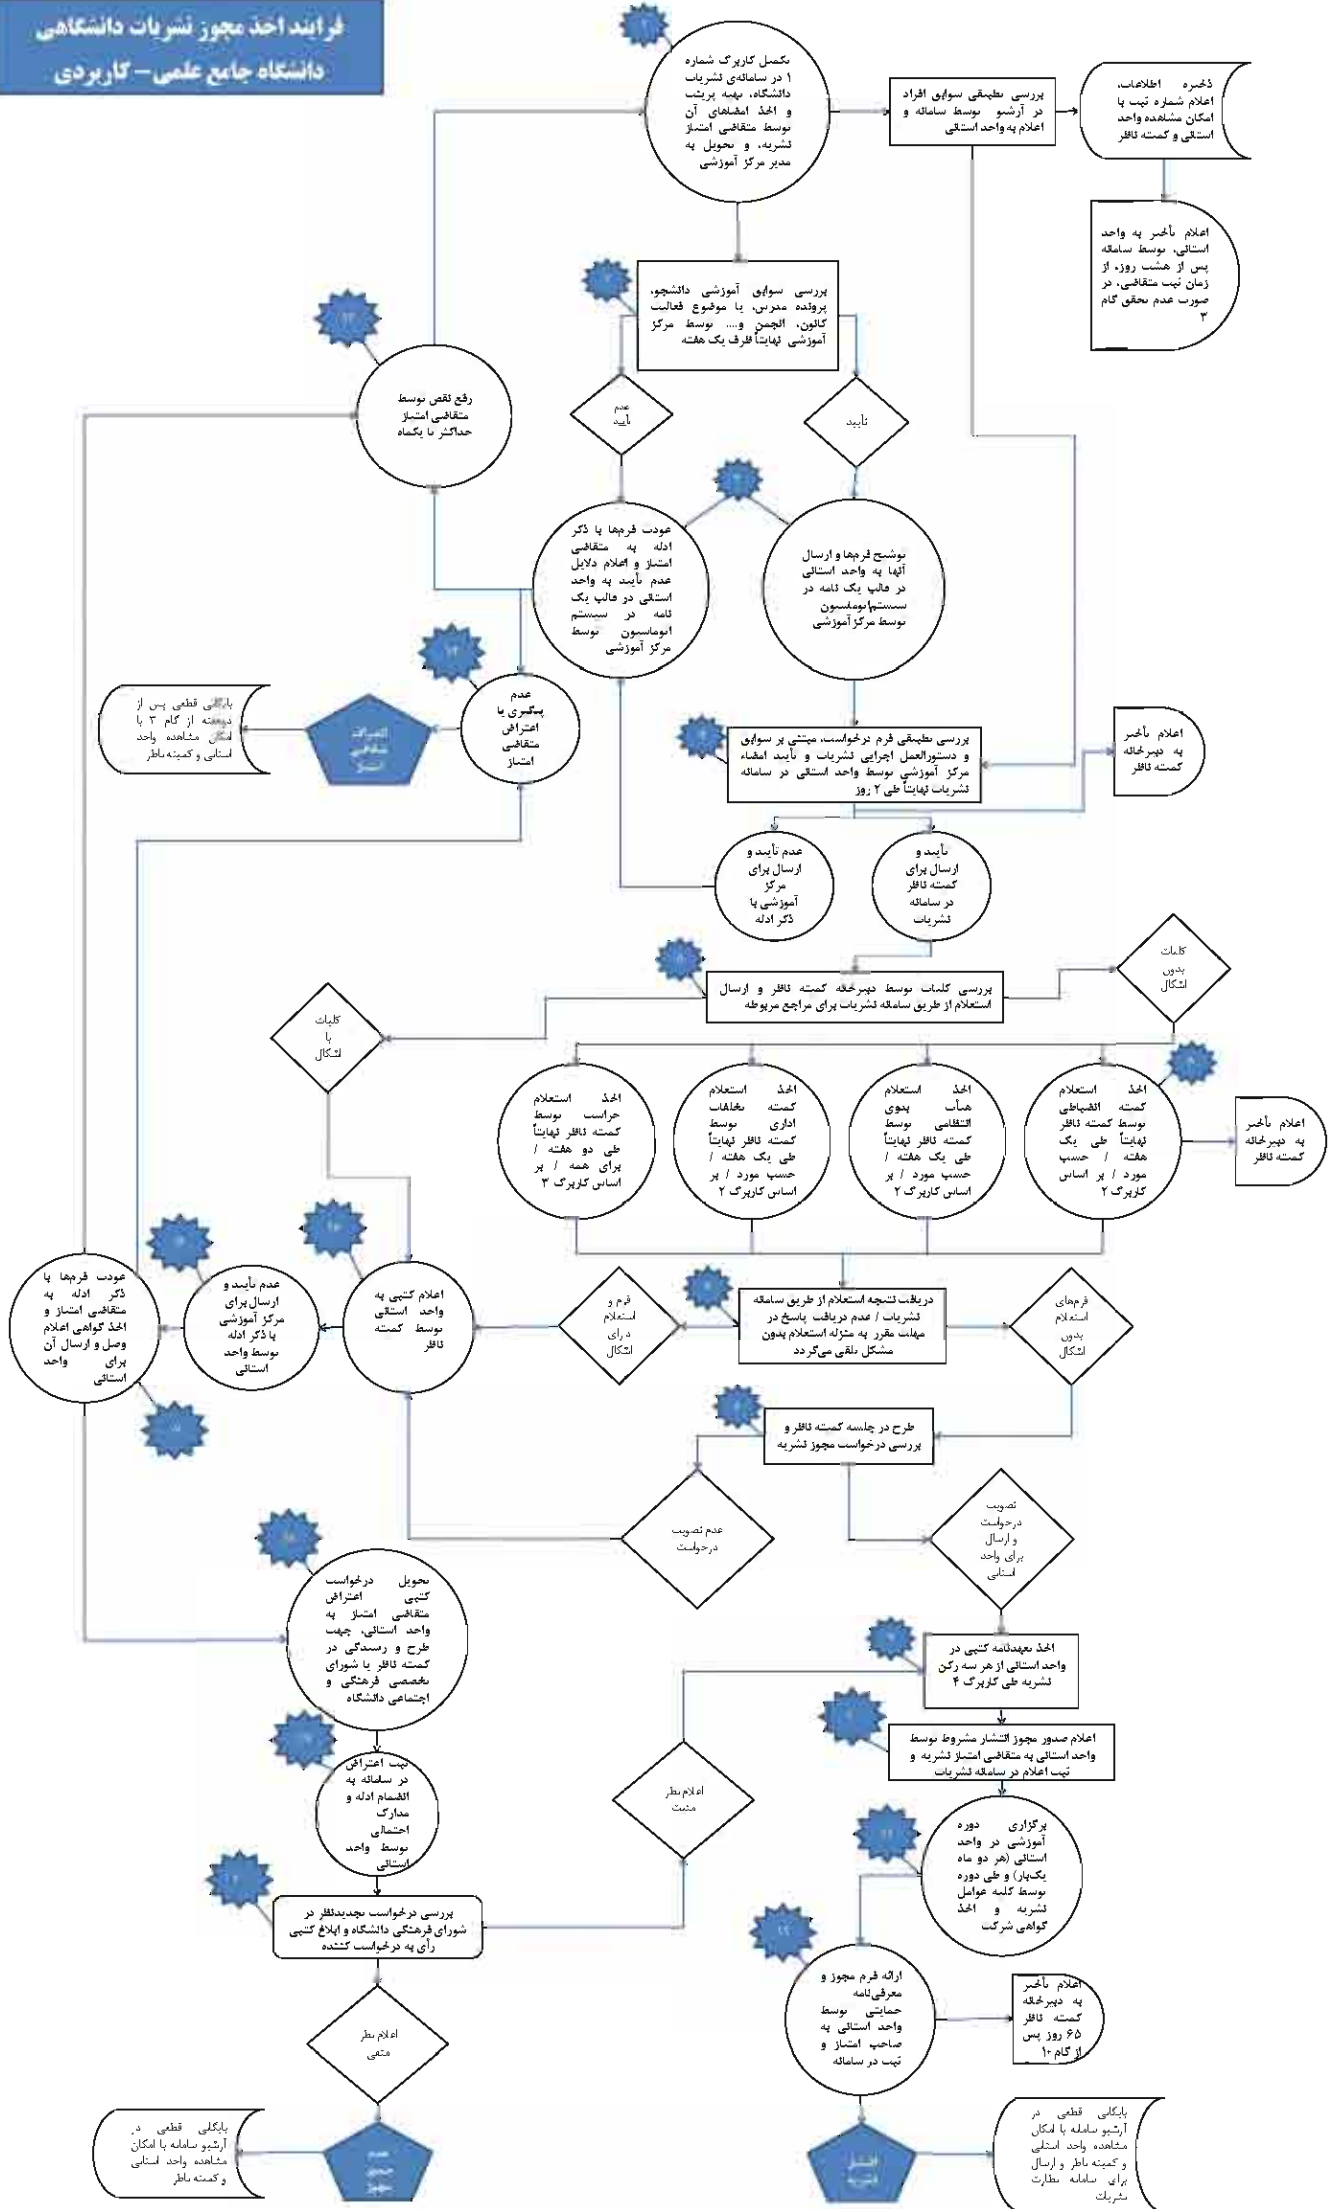 فرایند اخذ مجوز نشریات دانشگاهی
دانشگاه جامع علمی – کاربردی
تکمیل کاربرگ شماره
۱ در سامانه‌ی نشریات
دانشگاه، تهیه پرینت
و اخذ امضاهای آن
توسط متقاضی امتیاز
نشریه، و تحویل به
مدیر مرکز آموزشی
بررسی تطبیقی سوابق افراد
در آرشیو توسط سامانه و
اعلام به واحد استانی
ذخیره اطلاعات،
اعلام شماره ثبت با
امکان مشاهده واحد
استانی و کمیته ناظر
اعلام تأخیر به واحد
استانی، توسط سامانه
پس از هشت روز، از
زمان ثبت متقاضی، در
صورت عدم تحقق گام
۳
بررسی سوابق آموزشی دانشجو،
پرونده مدرس، یا موضوع فعالیت
کانون، انجمن و.... توسط مرکز
آموزشی نهایتاً ظرف یک هفته
رفع نقص توسط
متقاضی امتیاز
حداکثر تا یکماه
عدم
تأیید
تأیید
عودت فرم‌ها با ذکر
ادله به متقاضی
امتیاز و اعلام دلایل
عدم تأیید به واحد
استانی در قالب یک
نامه در سیستم
اتوماسیون توسط
مرکز آموزشی
توشیح فرم‌ها و ارسال
آنها به واحد استانی
در قالب یک نامه در
سیستم اتوماسیون
توسط مرکز آموزشی
بایگانی قطعی پس از
دوهفته از گام ۳ با
امکان مشاهده واحد
استانی و کمیته ناظر
انصراف
متقاضی
امتیاز
عدم
پیگیری یا
اعتراض
متقاضی
امتیاز
بررسی تطبیقی فرم درخواست، مبتنی بر سوابق
و دستورالعمل اجرایی نشریات و تأیید امضاء
مرکز آموزشی توسط واحد استانی در سامانه
نشریات نهایتاً طی ۲ روز
اعلام تأخیر
به دبیرخانه
کمیته ناظر
عدم تأیید و
ارسال برای
مرکز
آموزشی با
ذکر ادله
تأیید و
ارسال برای
کمیته ناظر
در سامانه
نشریات
بررسی کلیات توسط دبیرخانه کمیته ناظر و ارسال
استعلام از طریق سامانه نشریات برای مراجع مربوطه
کلیات
بدون
اشکال
کلیات
با
اشکال
اخذ استعلام
حراست توسط
کمیته ناظر نهایتاً
طی دو هفته /
برای همه / بر
اساس کاربرگ ۳
اخذ استعلام
کمیته تخلفات
اداری توسط
کمیته ناظر نهایتاً
طی یک هفته /
حسب مورد / بر
اساس کاربرگ ۲
اخذ استعلام
هیأت بدوی
انتظامی توسط
کمیته ناظر نهایتاً
طی یک هفته /
حسب مورد / بر
اساس کاربرگ ۲
اخذ استعلام
کمیته انضباطی
توسط کمیته ناظر
نهایتاً طی یک
هفته / حسب
مورد / بر اساس
کاربرگ ۲
اعلام تأخیر
به دبیرخانه
کمیته ناظر
عودت فرم‌ها با
ذکر ادله به
متقاضی امتیاز و
اخذ گواهی اعلام
وصل و ارسال آن
برای واحد
استانی
عدم تأیید و
ارسال برای
مرکز آموزشی
با ذکر ادله
توسط واحد
استانی
اعلام کتبی به
واحد استانی
توسط کمیته
ناظر
فرم و
استعلام
دارای
اشکال
دریافت نتیجه استعلام از طریق سامانه
نشریات / عدم دریافت پاسخ در
مهلت مقرر به منزله استعلام بدون
مشکل تلقی می‌گردد
فرم‌های
استعلام
بدون
اشکال
طرح در جلسه کمیته ناظر و
بررسی درخواست مجوز نشریه
عدم تصویب
درخواست
تصویب
درخواست
و ارسال
برای واحد
استانی
تحویل درخواست
کتبی اعتراض
متقاضی امتیاز به
واحد استانی، جهت
طرح و رسیدگی در
کمیته ناظر یا شورای
تخصصی فرهنگی و
اجتماعی دانشگاه
اخذ تعهدنامه کتبی در
واحد استانی از هر سه رکن
نشریه طی کاربرگ ۴
اعلام صدور مجوز انتشار مشروط توسط
واحد استانی به متقاضی امتیاز نشریه و
ثبت اعلام در سامانه نشریات
ثبت اعتراض
در سامانه به
انضمام ادله و
مدارک
احتمالی
توسط واحد
استانی
اعلام نظر
مثبت
برگزاری دوره
آموزشی در واحد
استانی (هر دو ماه
یک‌بار) و طی دوره
توسط کلیه عوامل
نشریه و اخذ
گواهی شرکت
بررسی درخواست تجدیدنظر در
شورای فرهنگی دانشگاه و ابلاغ کتبی
رأی به درخواست کننده
ارائه فرم مجوز و
معرفی‌نامه
حمایتی توسط
واحد استانی به
صاحب امتیاز و
ثبت در سامانه
اعلام تأخیر
به دبیرخانه
کمیته ناظر
۶۵ روز پس
از گام ۱۰
اعلام نظر
منفی
بایگانی قطعی در
آرشیو سامانه با امکان
مشاهده واحد استانی
و کمیته ناظر
عدم
صدور
مجوز
انتشار
نشریه
بایگانی قطعی در
آرشیو سامانه با امکان
مشاهده واحد استانی
و کمیته ناظر و ارسال
برای سامانه نظارت
نشریات